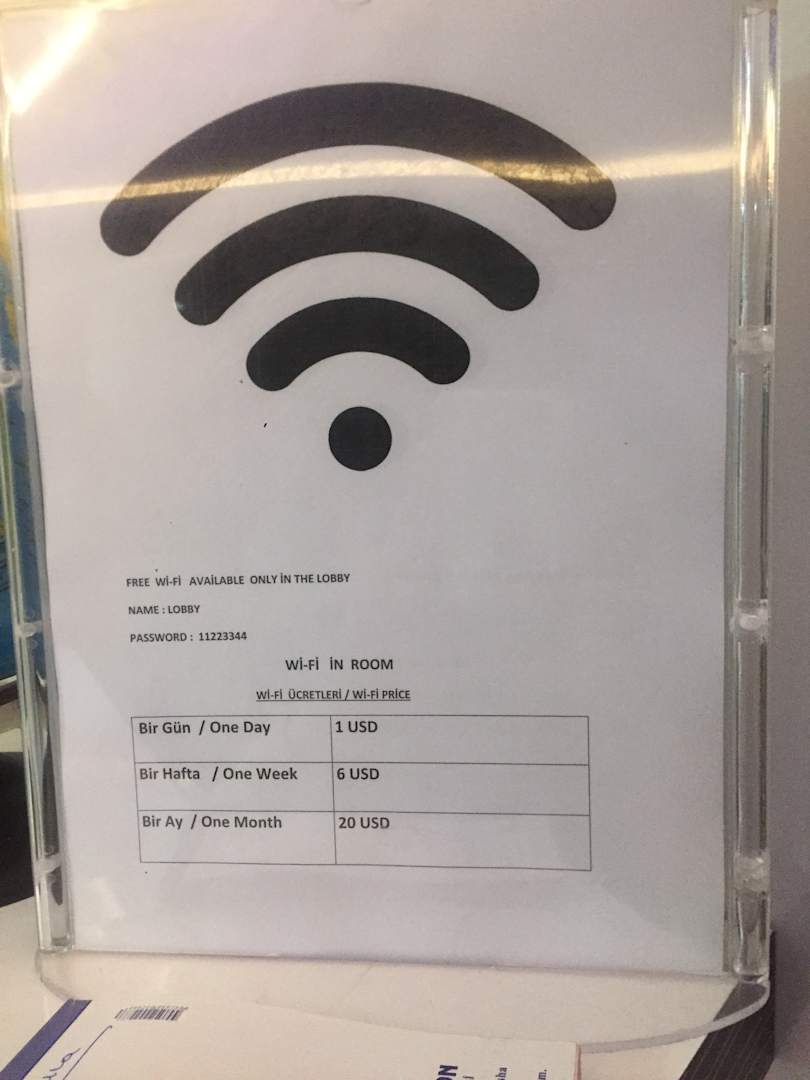 FREE Wİ-Fİ AVAİLABLE ONLY İN THE LOBBY
NAME : LOBBY
PASSWORD : 11223344
Wİ-Fİ İN ROOM
Wİ-Fİ ÜCRETLERİ / Wİ-Fİ PRİCE
Bir Gün / One Day 1 USD
Bir Hafta / One Week 6 USD
Bir Ay / One Month 20 USD